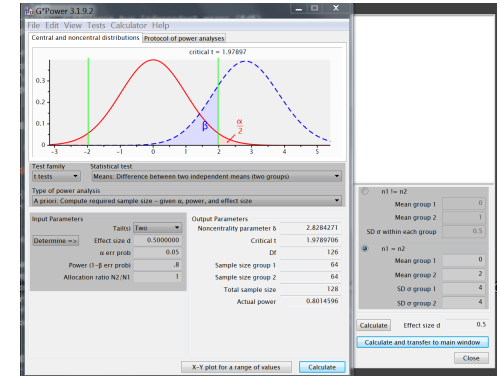 G*Power 3.1.9.2
File Edit View Tests Calculator Help
Central and noncentral distributions Protocol of power analyses
critical t = 1.97897
0.3
0.2
0.1
0
-3 -2 -1 0 1 2 3 4 5
β
α
2
Test family
Statistical test
t tests
Means: Difference between two independent means (two groups)
Type of power analysis
A priori: Compute required sample size – given α, power, and effect size
Input Parameters
Tail(s) Two
Determine =>
Effect size d 0.5000000
α err prob 0.05
Power (1-β err prob) .8
Allocation ratio N2/N1 1
Output Parameters
Noncentrality parameter δ 2.8284271
Critical t 1.9789706
Df 126
Sample size group 1 64
Sample size group 2 64
Total sample size 128
Actual power 0.8014596
X-Y plot for a range of values
Calculate
n1 != n2
Mean group 1 0
Mean group 2 1
SD σ within each group 0.5
n1 = n2
Mean group 1 0
Mean group 2 2
SD σ group 1 4
SD σ group 2 4
Calculate
Effect size d 0.5
Calculate and transfer to main window
Close